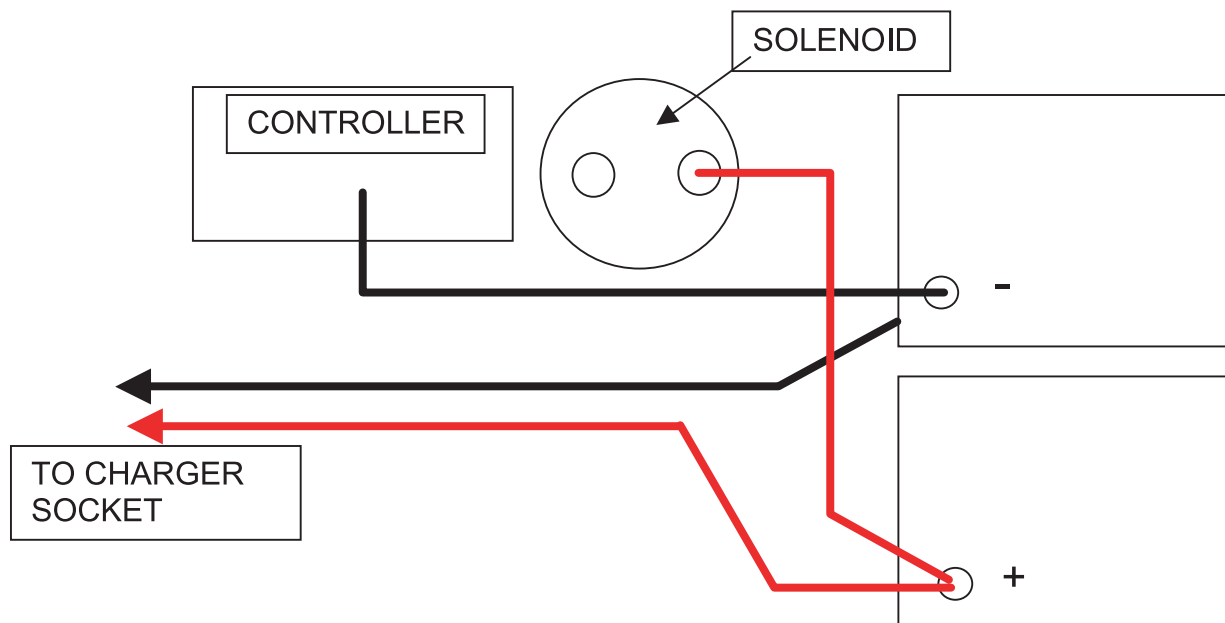 SOLENOID
CONTROLLER
-
TO CHARGER
SOCKET
+